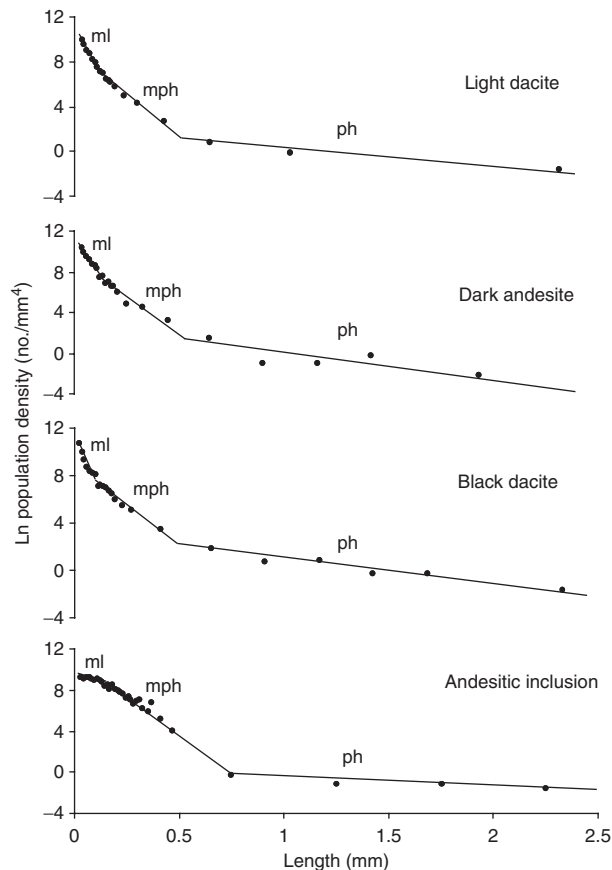 12
ml
8
mph
Light dacite
4
ph
0
−4
12
ml
8
mph
Dark andesite
4
ph
0
−4
Ln population density (no./mm⁴)
12
ml
8
mph
Black dacite
4
ph
0
−4
12
ml
8
mph
Andesitic inclusion
4
ph
0
−4
0 0.5 1 1.5 2 2.5
Length (mm)